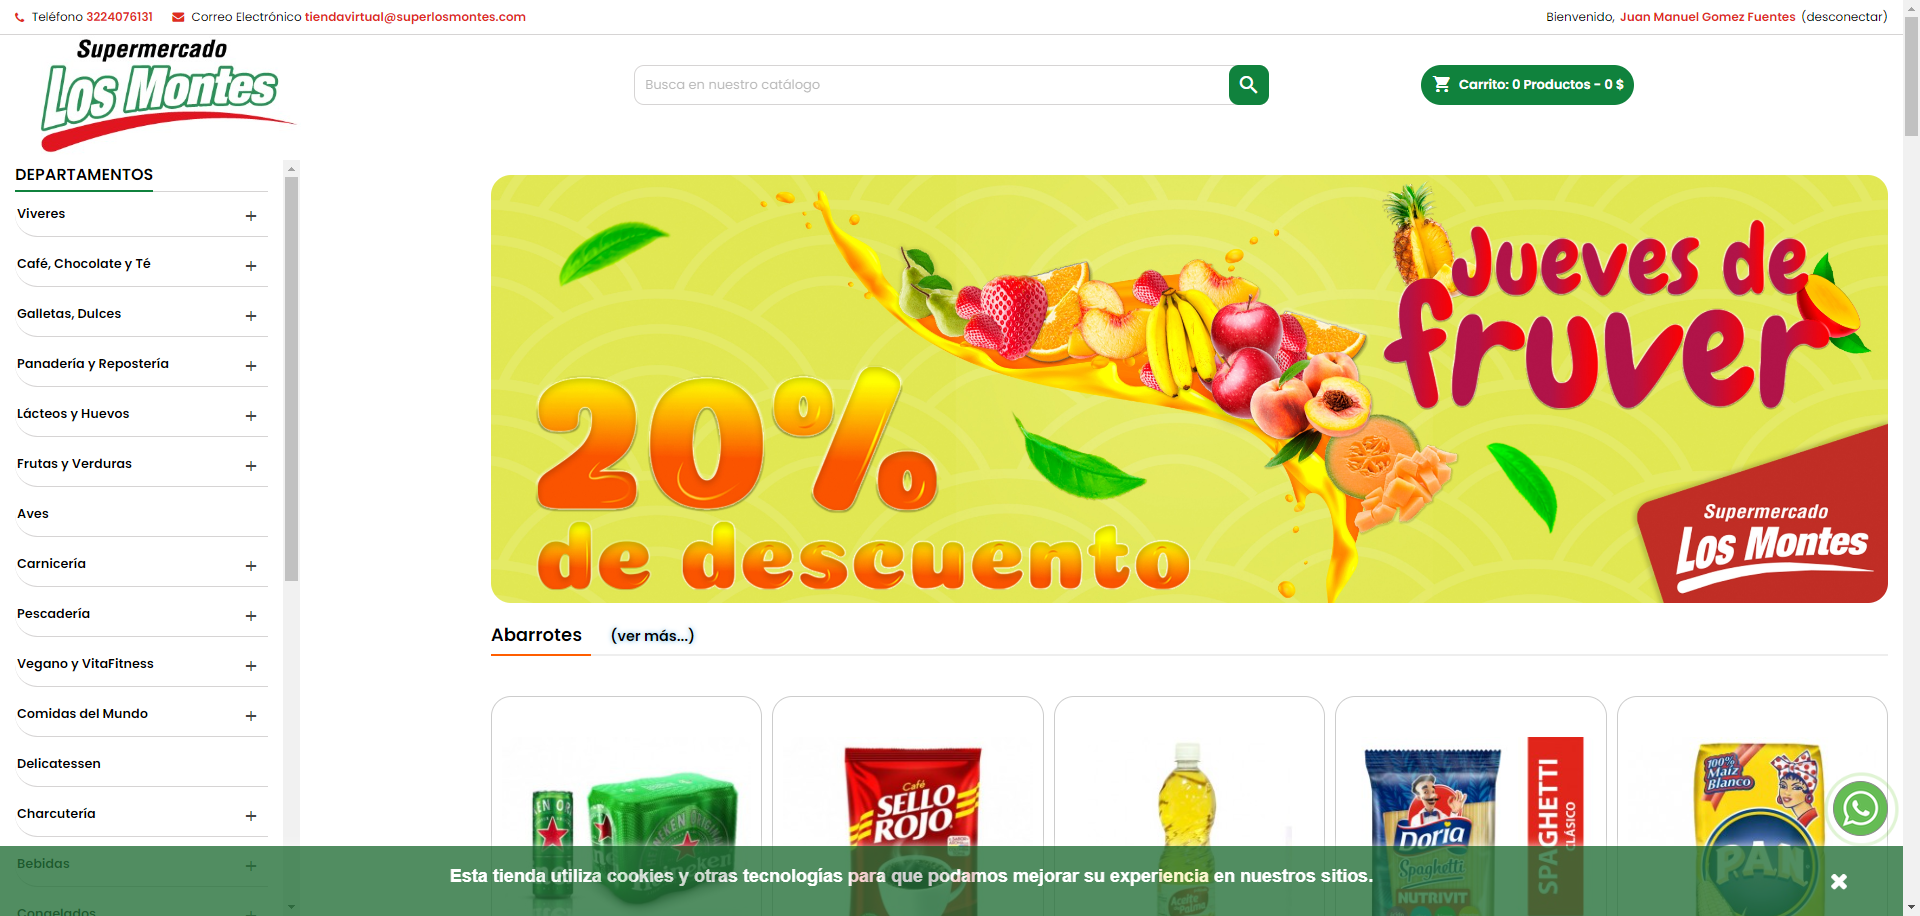 Teléfono 3224076131 Correo Electrónico tiendavirtual@superlosmontes.com
Bienvenido, Juan Manuel Gomez Fuentes (desconectar)
Supermercado
Los Montes
Busca en nuestro catálogo
Carrito: 0 Productos - 0 $
DEPARTAMENTOS
Viveres
Café, Chocolate y Té
Galletas, Dulces
Panadería y Repostería
Lácteos y Huevos
Frutas y Verduras
Aves
Carnicería
Pescadería
Vegano y VitaFitness
Comidas del Mundo
Delicatessen
Charcutería
Bebidas
Congelados
Jueves de
fruver
20%
de descuento
Supermercado
Los Montes
Abarrotes (ver más...)
Café
SELLO
ROJO
Aceite
de Palma
Doria
Spaghetti
NUTRIVIT
SPAGHETTI
CLÁSICO
100%
Maíz
Blanco
PAN
Esta tienda utiliza cookies y otras tecnologías para que podamos mejorar su experiencia en nuestros sitios.